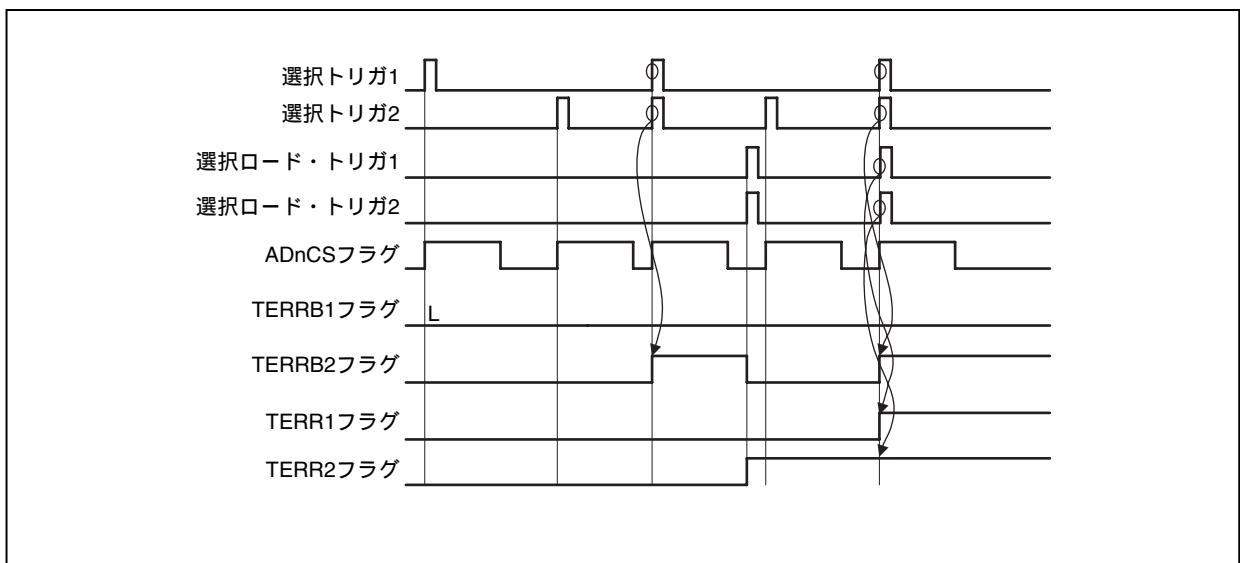 選択トリガ1
選択トリガ2
選択ロード・トリガ1
選択ロード・トリガ2
ADnCSフラグ
TERRB1フラグ
L
TERRB2フラグ
TERR1フラグ
TERR2フラグ